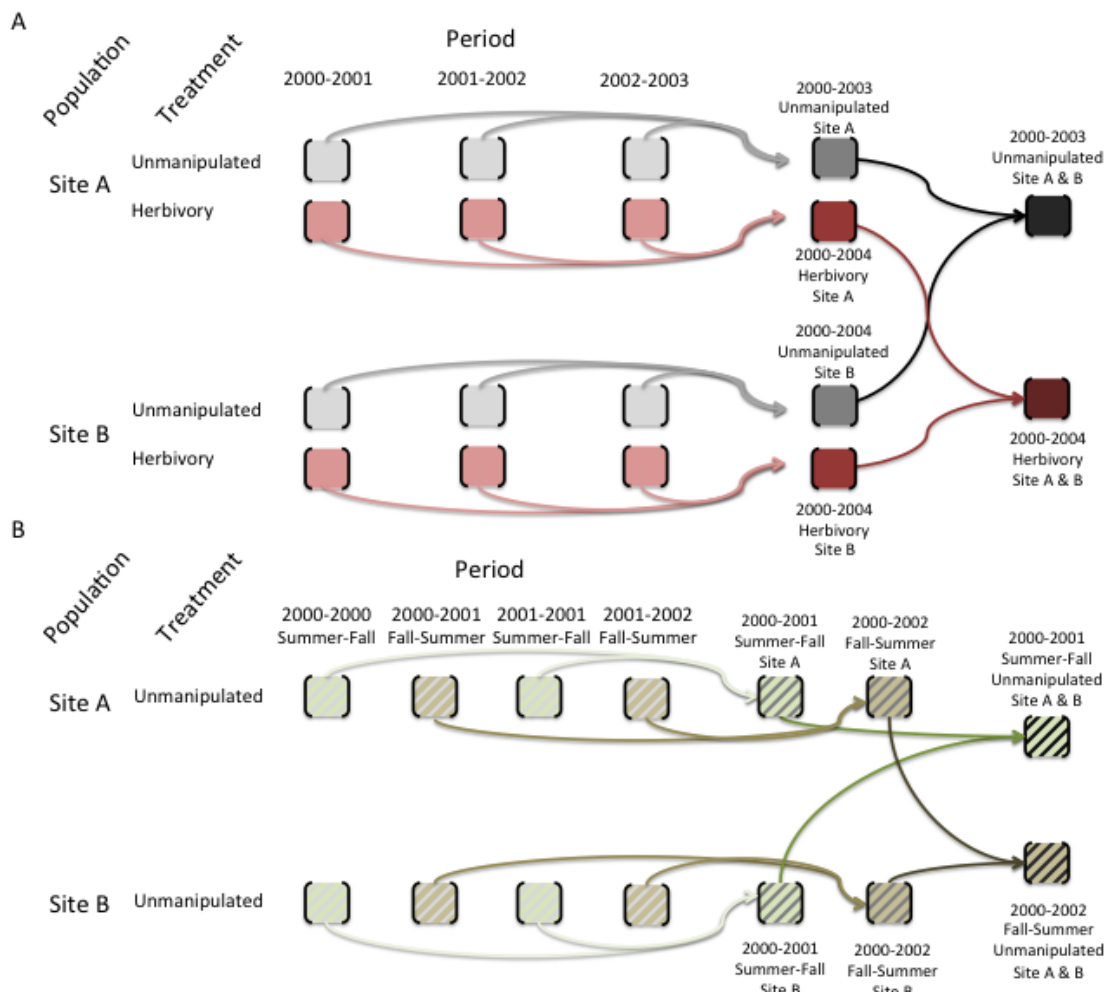 A
Population
Treatment
Period
2000-2001
2001-2002
2002-2003
2000-2003
Unmanipulated
Site A
2000-2003
Unmanipulated
Site A & B
Site A
Unmanipulated
Herbivory
2000-2004
Herbivory
Site A
2000-2004
Unmanipulated
Site B
Site B
Unmanipulated
Herbivory
2000-2004
Herbivory
Site A & B
2000-2004
Herbivory
Site B
B
Population
Treatment
Period
2000-2000
Summer-Fall
2000-2001
Fall-Summer
2001-2001
Summer-Fall
2001-2002
Fall-Summer
2000-2001
Summer-Fall
Site A
2000-2002
Fall-Summer
Site A
2000-2001
Summer-Fall
Unmanipulated
Site A & B
Site A
Unmanipulated
Site B
Unmanipulated
2000-2001
Summer-Fall
Site B
2000-2002
Fall-Summer
Site B
2000-2002
Fall-Summer
Unmanipulated
Site A & B